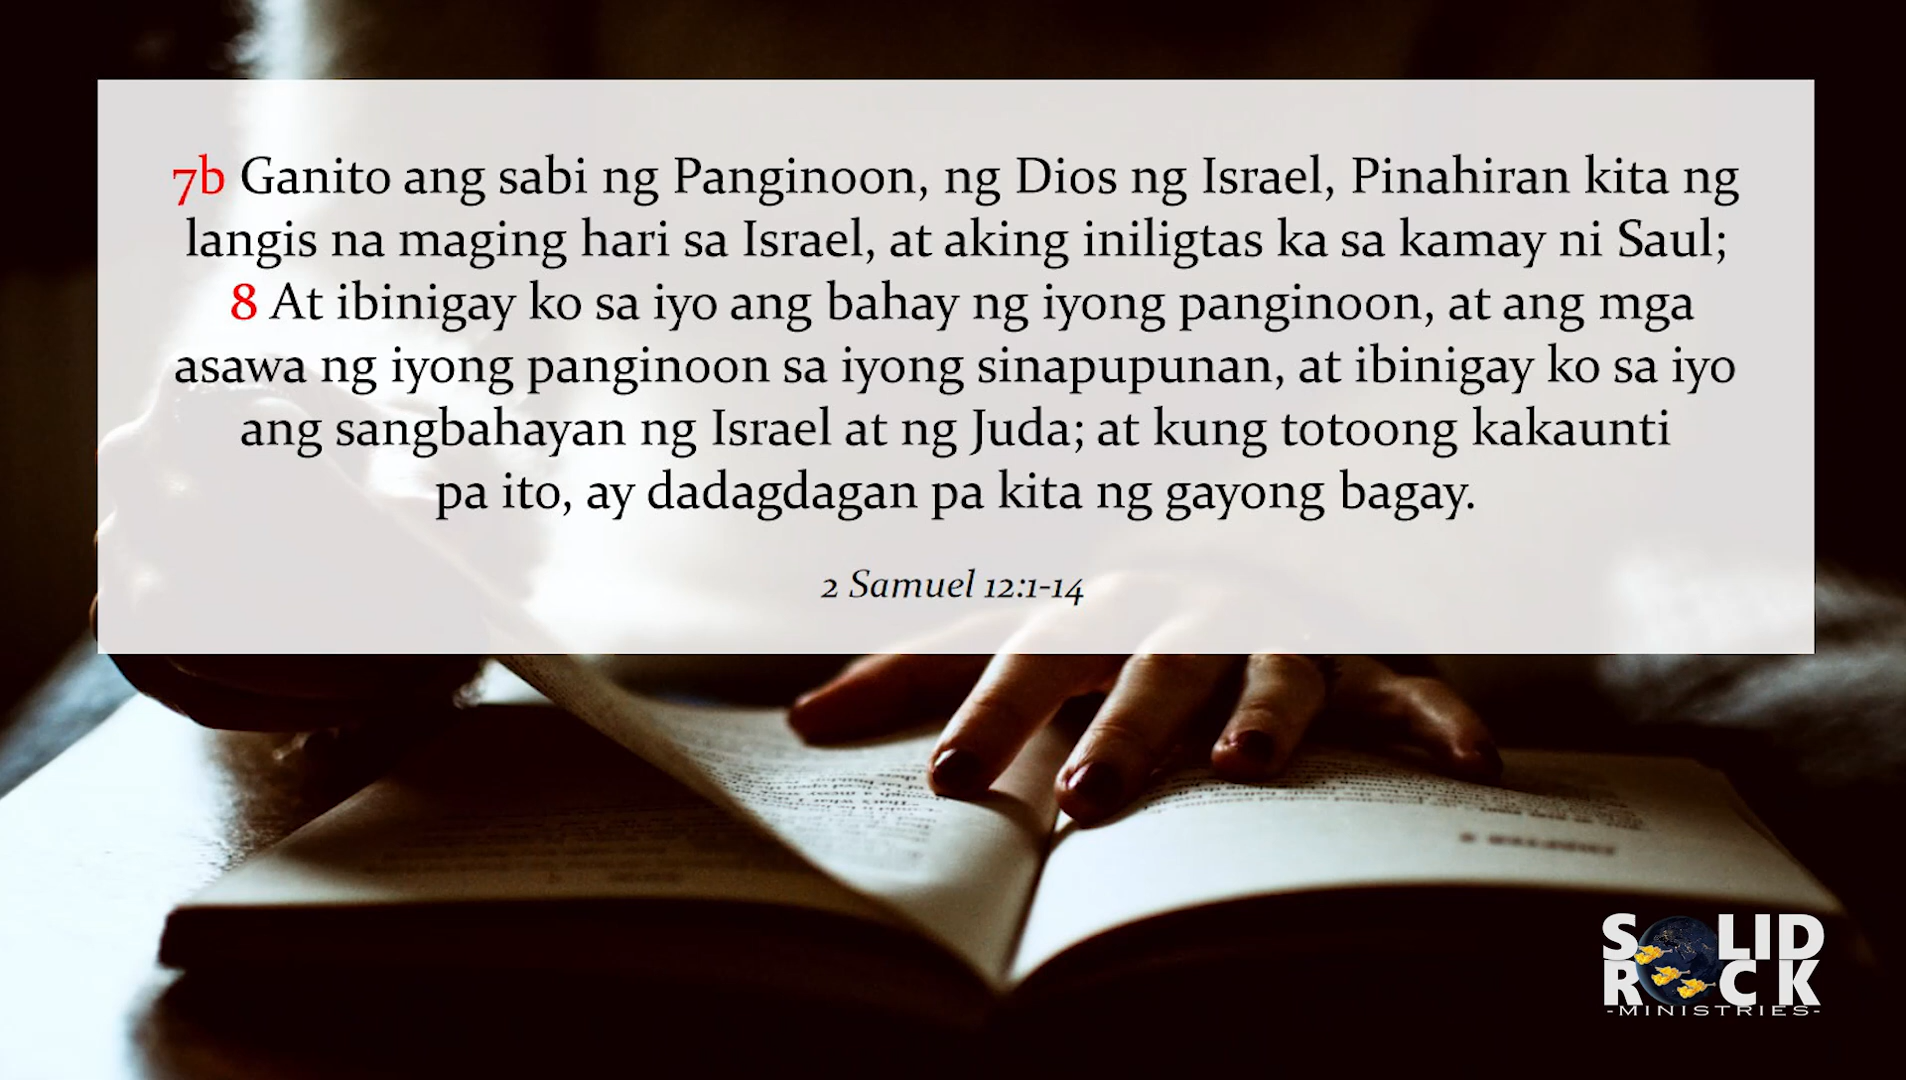 7b Ganito ang sabi ng Panginoon, ng Dios ng Israel, Pinahiran kita ng
langis na maging hari sa Israel, at aking iniligtas ka sa kamay ni Saul;
8 At ibinigay ko sa iyo ang bahay ng iyong panginoon, at ang mga
asawa ng iyong panginoon sa iyong sinapupunan, at ibinigay ko sa iyo
ang sangbahayan ng Israel at ng Juda; at kung totoong kakaunti
pa ito, ay dadagdagan pa kita ng gayong bagay.
2 Samuel 12:1-14
SOLID
ROCK
-MINISTRIES-